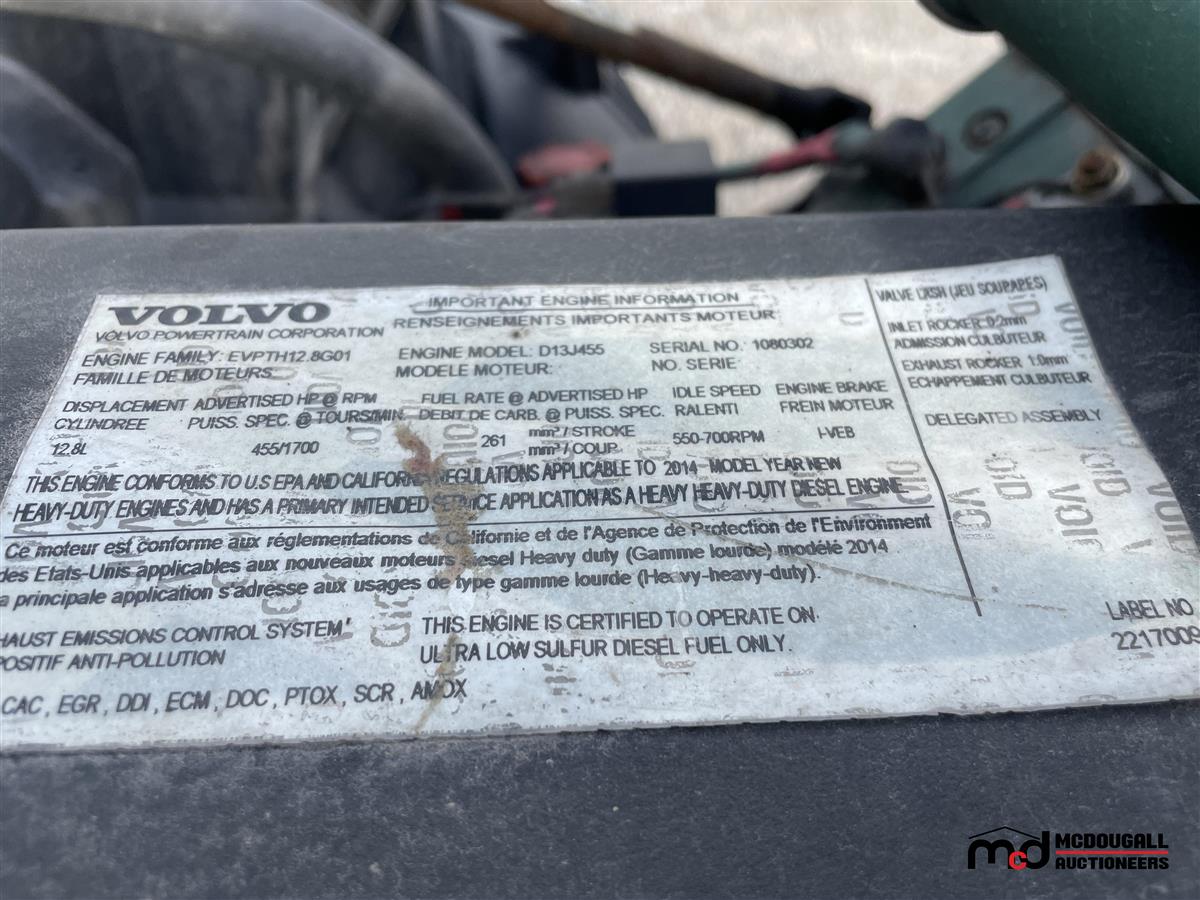 VOLVO
VOLVO POWERTRAIN CORPORATION
IMPORTANT ENGINE INFORMATION
RENSEIGNEMENTS IMPORTANTS MOTEUR
ENGINE FAMILY: EVPTH12.8G01
FAMILLE DE MOTEURS
ENGINE MODEL: D13J455
MODELE MOTEUR:
SERIAL NO. 1080302
NO. SERIE:
DISPLACEMENT
CYLINDREE
12.8L
ADVERTISED HP @ RPM
PUISS. SPEC. @ TOURS/MIN
455/1700
FUEL RATE @ ADVERTISED HP
DEBIT DE CARB. @ PUISS. SPEC.
261 mm³/STROKE
mm³/COUP
IDLE SPEED
RALENTI
550-700RPM
ENGINE BRAKE
FREIN MOTEUR
I-VEB
THIS ENGINE CONFORMS TO U.S EPA AND CALIFORNIA REGULATIONS APPLICABLE TO 2014 MODEL YEAR NEW
HEAVY-DUTY ENGINES AND HAS A PRIMARY INTENDED SERVICE APPLICATION AS A HEAVY HEAVY-DUTY DIESEL ENGINE
Ce moteur est conforme aux réglementations de Californie et de l'Agence de Protection de l'Environment
des Etats-Unis applicables aux nouveaux moteurs Diesel Heavy duty (Gamme lourde) modélé 2014
a principale application s'adresse aux usages de type gamme lourde (Heavy-heavy-duty).
HAUST EMISSIONS CONTROL SYSTEM
POSITIF ANTI-POLLUTION
CAC, EGR, DDI, ECM, DOC, PTOX, SCR, AMOX
THIS ENGINE IS CERTIFIED TO OPERATE ON
ULTRA LOW SULFUR DIESEL FUEL ONLY.
VALVE LASH (JEU SOUPAPES)
INLET ROCKER 0.2mm
ADMISSION CULBUTEUR
EXHAUST ROCKER 1.0mm
ECHAPPEMENT CULBUTEUR
DELEGATED ASSEMBLY
LABEL NO.
221700
mcd MCDOUGALL
AUCTIONEERS